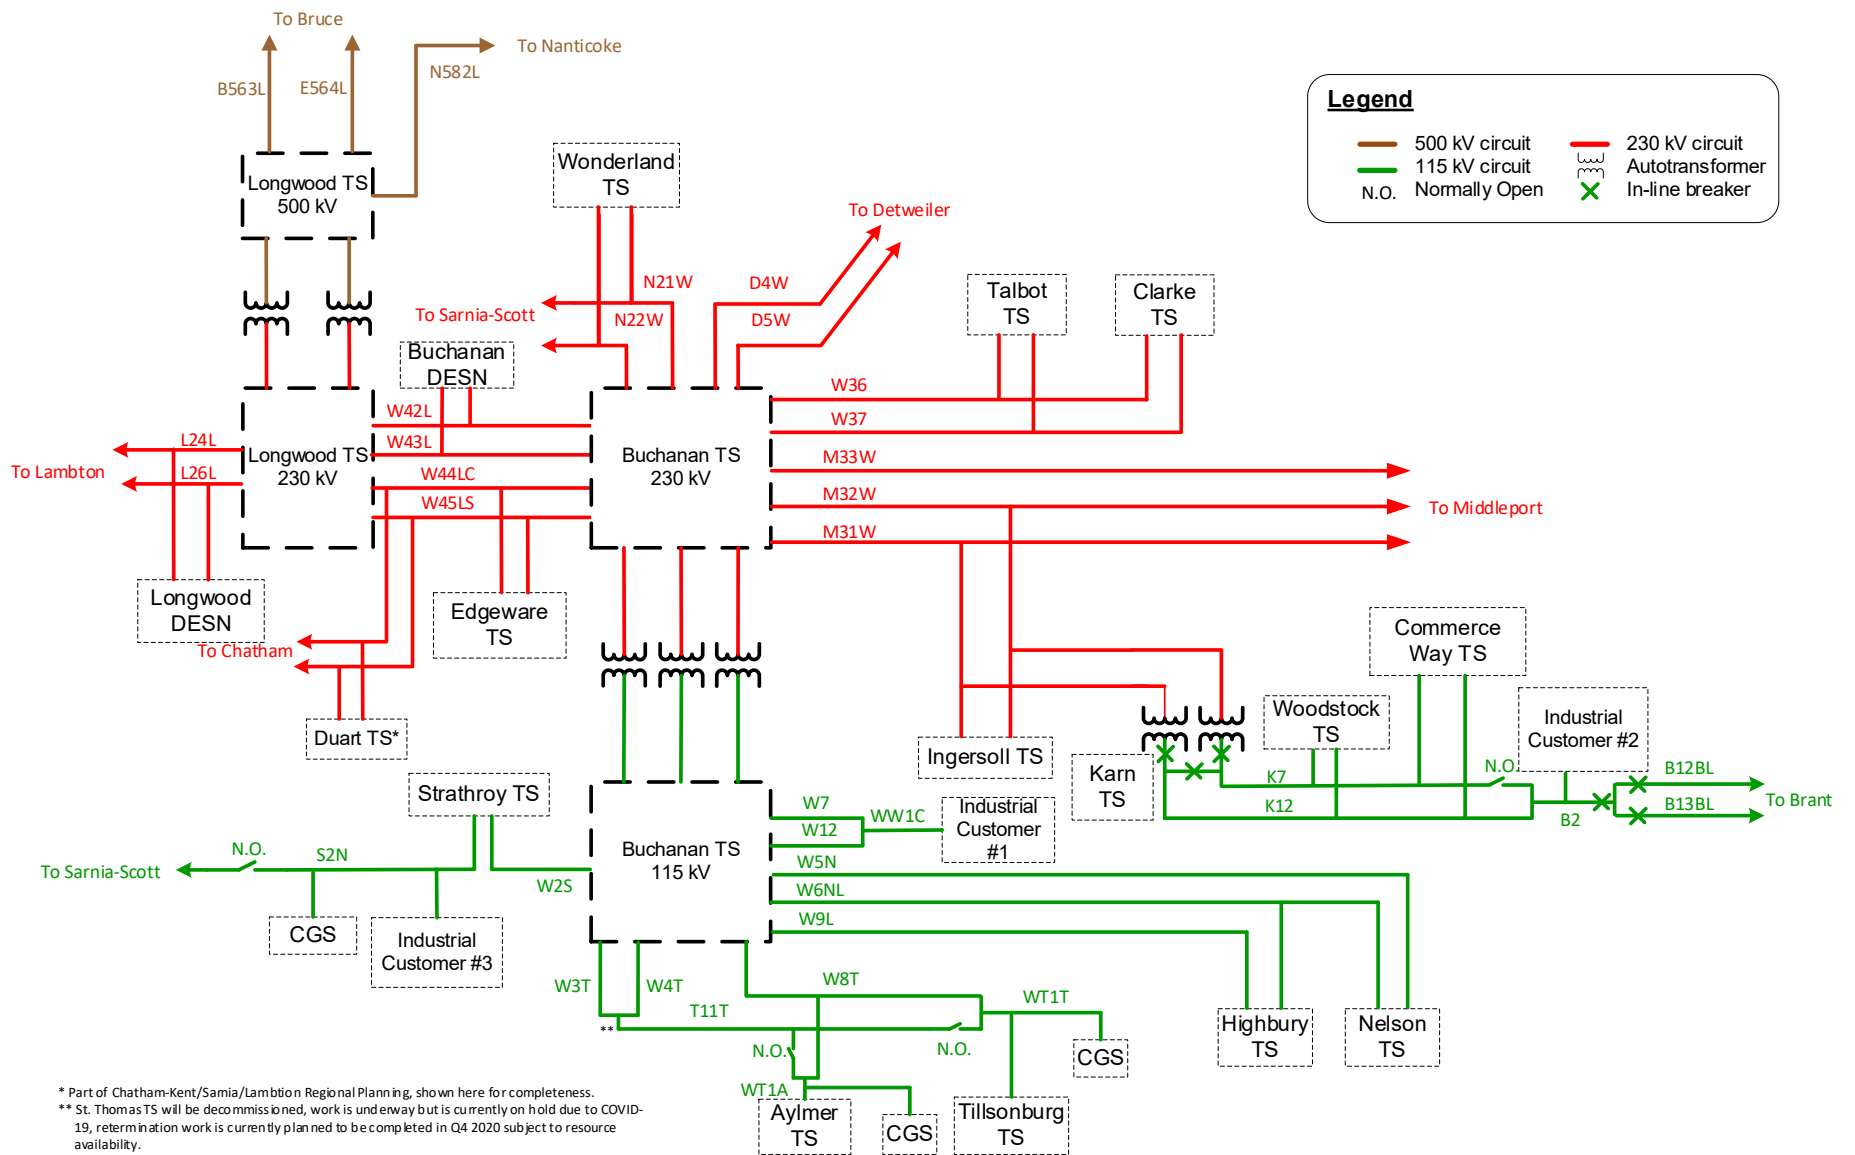 To Bruce
To Nanticoke
B563L
E564L
N582L
Legend
500 kV circuit
230 kV circuit
115 kV circuit
Autotransformer
N.O.
Normally Open
In-line breaker
Longwood TS
500 kV
Wonderland
TS
To Detweiler
N21W
D4W
To Sarnia-Scott
N22W
D5W
Talbot
TS
Clarke
TS
Buchanan
DESN
W36
W42L
W37
L24L
W43L
Longwood TS
230 kV
Buchanan TS
230 kV
M33W
To Lambton
L26L
W44LC
W45LS
M32W
To Middleport
M31W
Longwood
DESN
Edgeware
TS
To Chatham
Commerce
Way TS
Duart TS*
Ingersoll TS
Woodstock
TS
Industrial
Customer #2
Karn
TS
K7
N.O.
B12BL
K12
B2
B13BL
To Brant
Strathroy TS
W7
W12
WW1C
Industrial
Customer
#1
N.O.
S2N
To Sarnia-Scott
W2S
Buchanan TS
115 kV
W5N
W6NL
W9L
CGS
Industrial
Customer #3
W3T
W4T
W8T
T11T
WT1T
**
N.O.
N.O.
CGS
Highbury
TS
Nelson
TS
WT1A
Aylmer
TS
CGS
Tillsonburg
TS
* Part of Chatham-Kent/Sarnia/Lambtion Regional Planning, shown here for completeness.
** St. Thomas TS will be decommissioned, work is underway but is currently on hold due to COVID-
19, retermination work is currently planned to be completed in Q4 2020 subject to resource
availability.